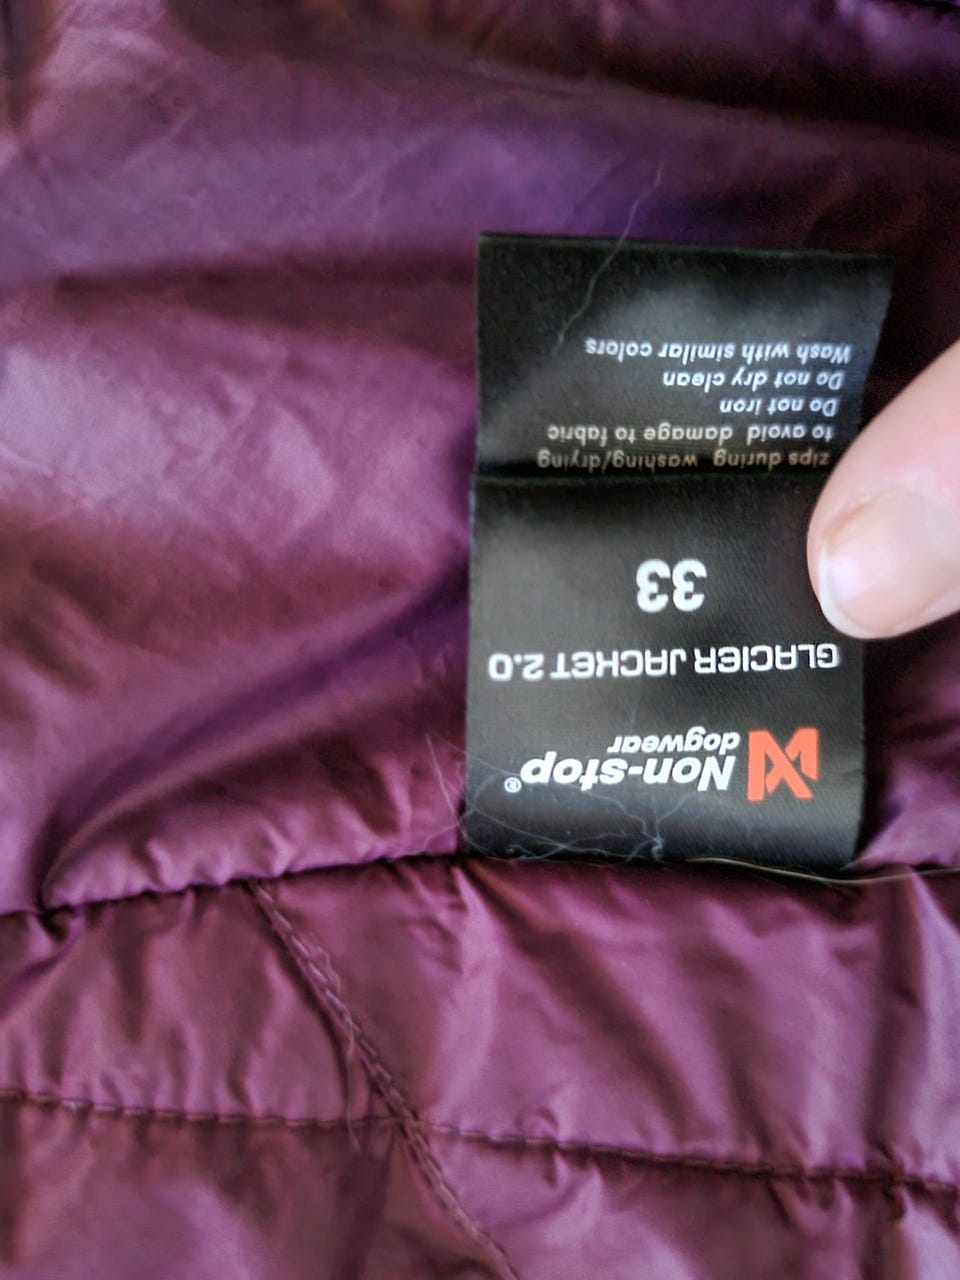 Non-stop®
dogwear
GLACIER JACKET 2.0
33
zips during washing/drying
to avoid damage to fabric
Do not iron
Do not dry clean
Wash with similar colors